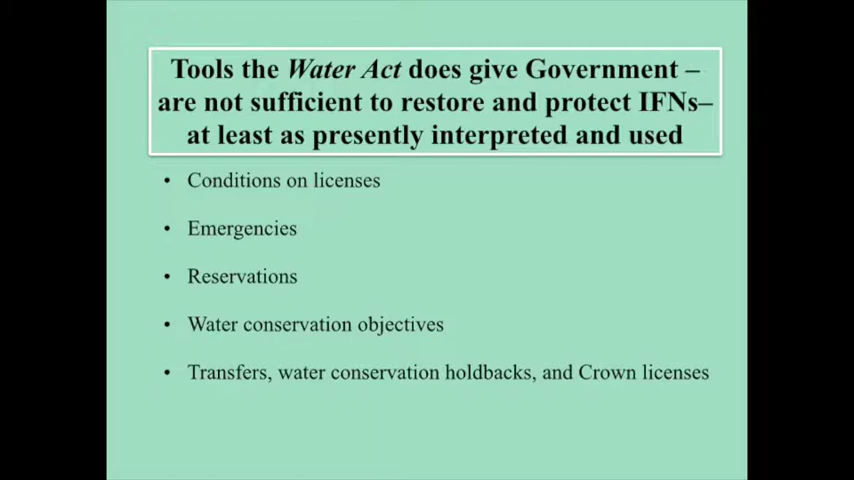 Tools the Water Act does give Government –
are not sufficient to restore and protect IFNs–
at least as presently interpreted and used
• Conditions on licenses
• Emergencies
• Reservations
• Water conservation objectives
• Transfers, water conservation holdbacks, and Crown licenses